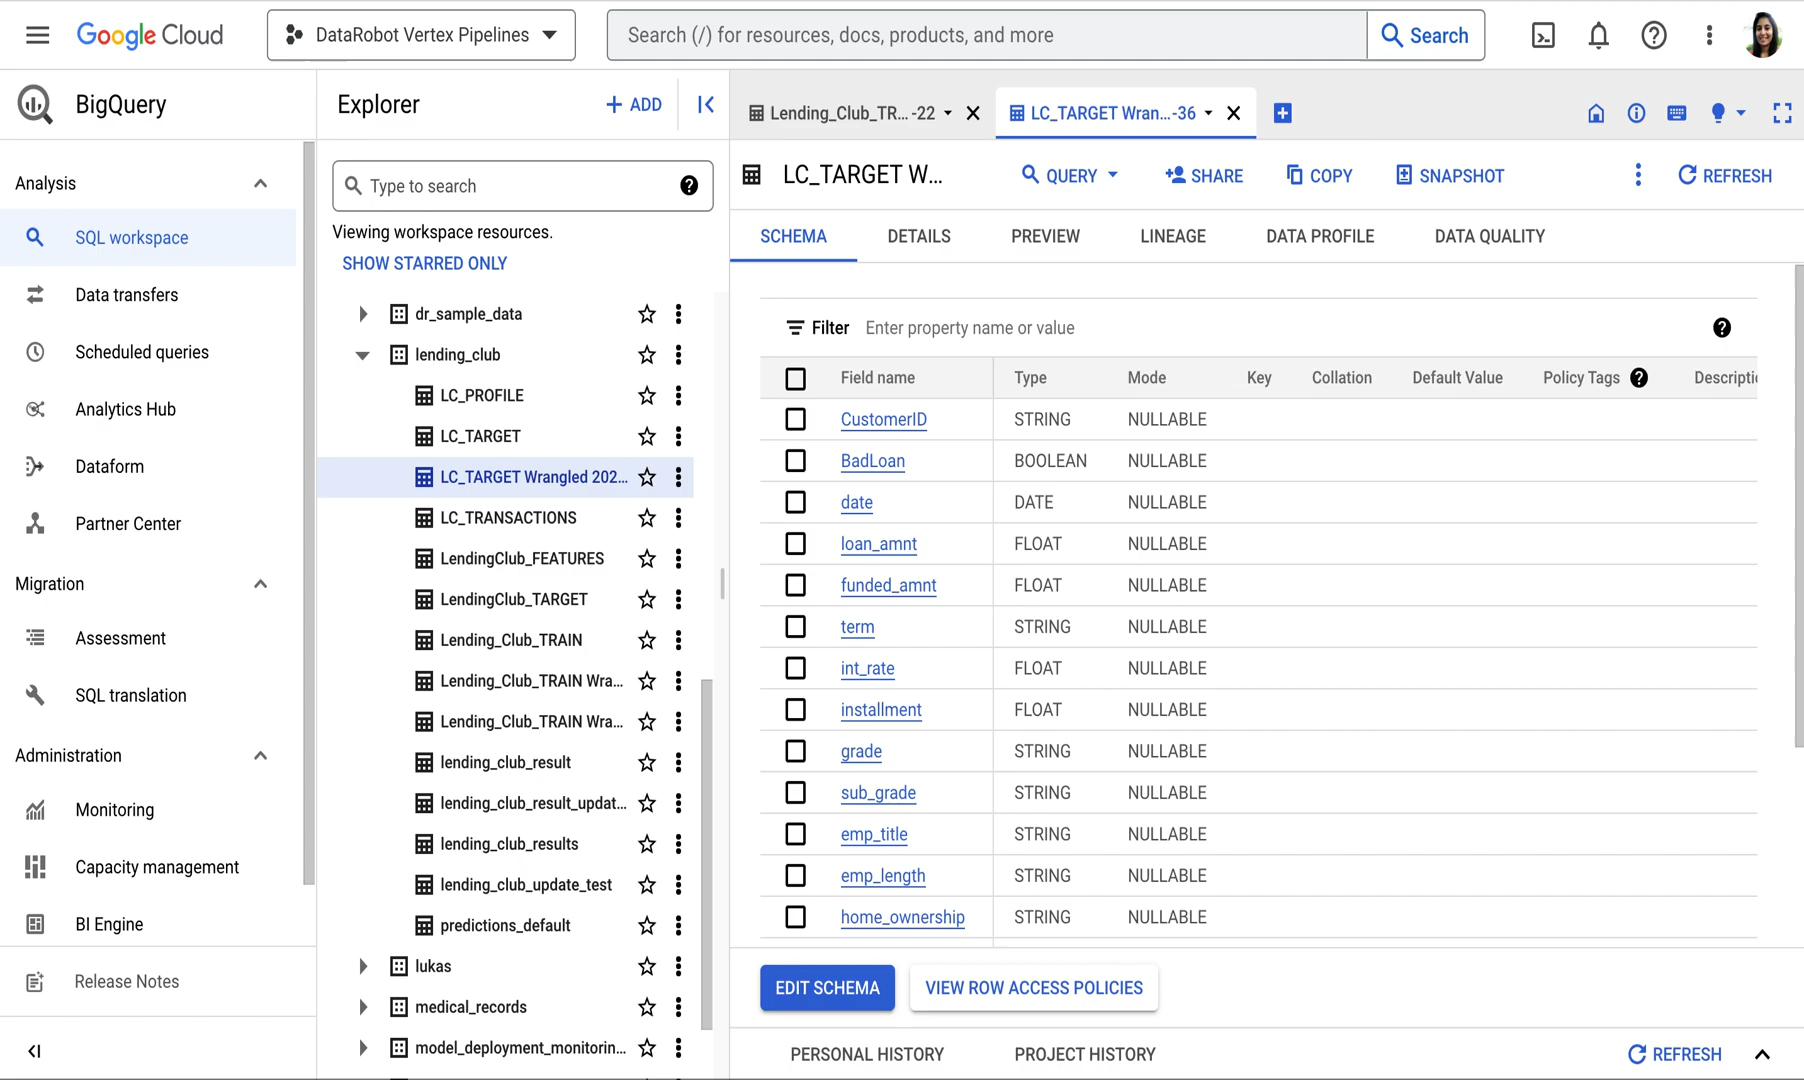 Google Cloud
DataRobot Vertex Pipelines
Search (/) for resources, docs, products, and more
Search
BigQuery
Analysis
SQL workspace
Data transfers
Scheduled queries
Analytics Hub
Dataform
Partner Center
Migration
Assessment
SQL translation
Administration
Monitoring
Capacity management
BI Engine
Release Notes
Explorer
+ ADD
Type to search
Viewing workspace resources.
SHOW STARRED ONLY
dr_sample_data
lending_club
LC_PROFILE
LC_TARGET
LC_TARGET Wrangled 202...
LC_TRANSACTIONS
LendingClub_FEATURES
LendingClub_TARGET
Lending_Club_TRAIN
Lending_Club_TRAIN Wra...
Lending_Club_TRAIN Wra...
lending_club_result
lending_club_result_updat...
lending_club_results
lending_club_update_test
predictions_default
lukas
medical_records
model_deployment_monitorin...
Lending_Club_TR...-22
LC_TARGET Wran...-36
LC_TARGET W...
QUERY
SHARE
COPY
SNAPSHOT
REFRESH
SCHEMA DETAILS PREVIEW LINEAGE DATA PROFILE DATA QUALITY
Filter Enter property name or value
Field name Type Mode Key Collation Default Value Policy Tags Descriptio
CustomerID STRING NULLABLE
BadLoan BOOLEAN NULLABLE
date DATE NULLABLE
loan_amnt FLOAT NULLABLE
funded_amnt FLOAT NULLABLE
term STRING NULLABLE
int_rate FLOAT NULLABLE
installment FLOAT NULLABLE
grade STRING NULLABLE
sub_grade STRING NULLABLE
emp_title STRING NULLABLE
emp_length STRING NULLABLE
home_ownership STRING NULLABLE
EDIT SCHEMA VIEW ROW ACCESS POLICIES
PERSONAL HISTORY PROJECT HISTORY REFRESH